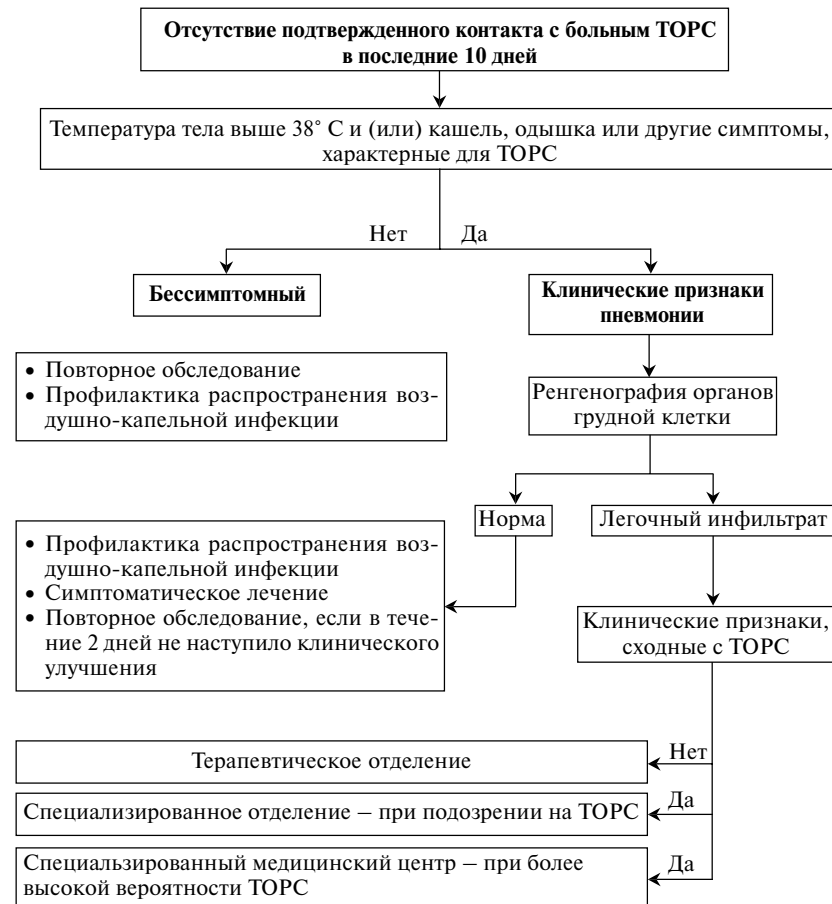 Отсутствие подтвержденного контакта с больным ТОРС
в последние 10 дней
Температура тела выше 38° С и (или) кашель, одышка или другие симптомы,
характерные для ТОРС
Нет
Да
Бессимптомный
Клинические признаки
пневмонии
• Повторное обследование
• Профилактика распространения воз-
душно-капельной инфекции
Ренгенография органов
грудной клетки
Норма
Легочный инфильтрат
• Профилактика распространения воз-
душно-капельной инфекции
• Симптоматическое лечение
• Повторное обследование, если в тече-
ние 2 дней не наступило клинического
улучшения
Клинические признаки,
сходные с ТОРС
Терапевтическое отделение
Нет
Специализированное отделение – при подозрении на ТОРС
Да
Специальзированный медицинский центр – при более
высокой вероятности ТОРС
Да